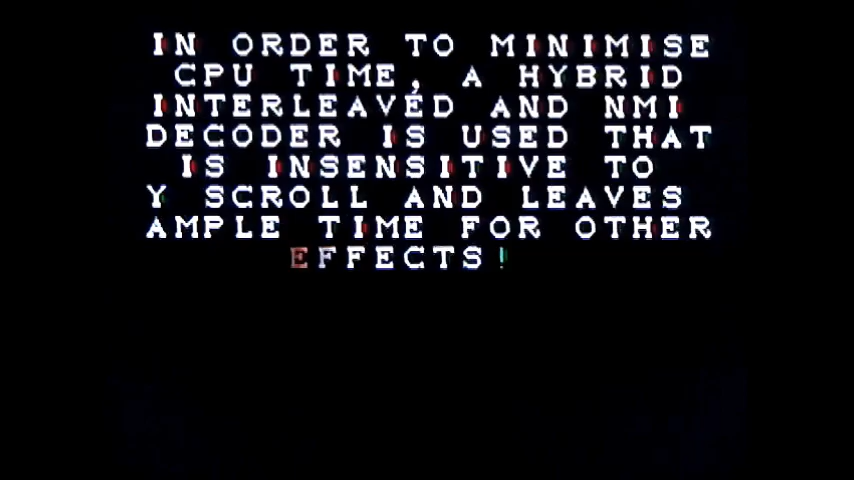 IN ORDER TO MINIMISE
CPU TIME, A HYBRID
INTERLEAVED AND NMI
DECODER IS USED THAT
IS INSENSITIVE TO
Y SCROLL AND LEAVES
AMPLE TIME FOR OTHER
EFFECTS!